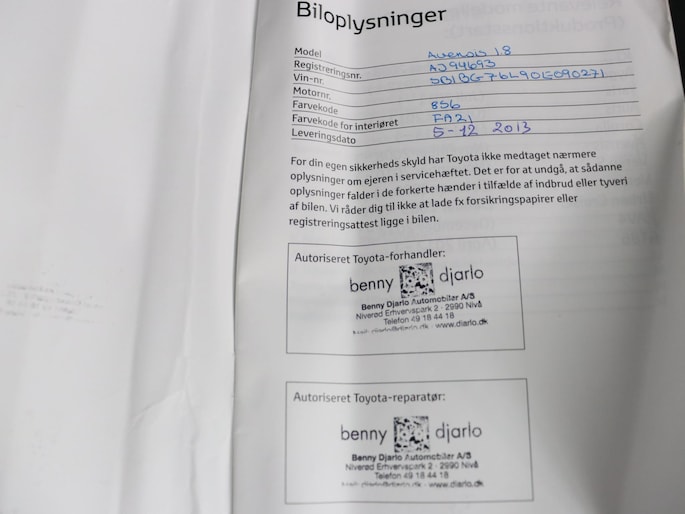 Biloplysninger
Model Avensis 1.8
Registreringsnr. AJ94693
Vin-nr. SB1BG76L90E090271
Motornr.
Farvekode 8S6
Farvekode for interiøret FA21
Leveringsdato 5-12 2013
For din egen sikkerheds skyld har Toyota ikke medtaget nærmere
oplysninger om ejeren i servicehæftet. Det er for at undgå, at sådanne
oplysninger falder i de forkerte hænder i tilfælde af indbrud eller tyveri
af bilen. Vi råder dig til ikke at lade fx forsikringspapirer eller
registreringsattest ligge i bilen.
Autoriseret Toyota-forhandler:
benny djarlo
Benny Djarlo Automobiler A/S
Niverød Erhvervspark 2 - 2990 Nivå
Telefon 49 18 44 18
www.djarlo.dk
Autoriseret Toyota-reparatør:
benny djarlo
Benny Djarlo Automobiler A/S
Niverød Erhvervspark 2 - 2990 Nivå
Telefon 49 18 44 18
www.djarlo.dk